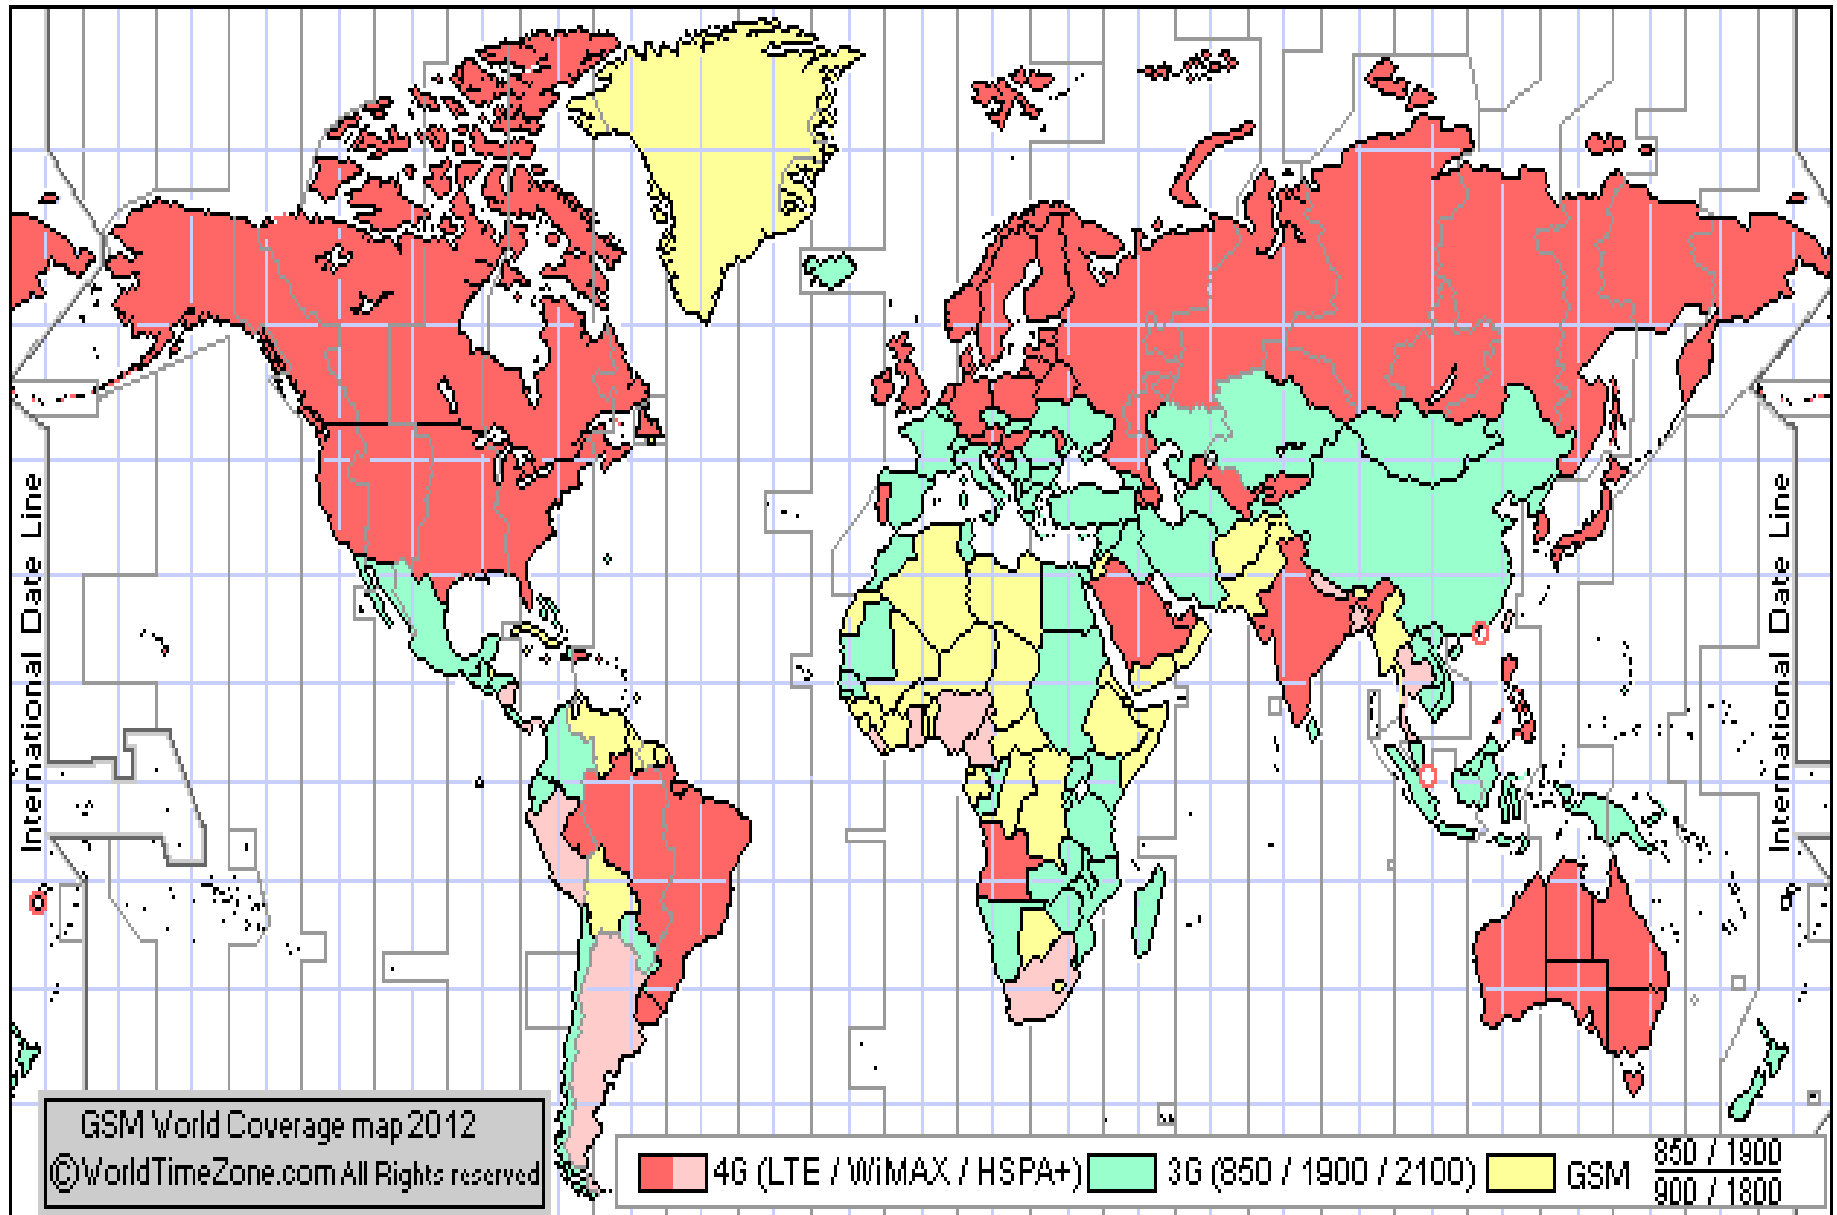 International Date Line
International Date Line
GSM World Coverage map 2012
©WorldTimeZone.com All Rights reserved
4G (LTE / WiMAX / HSPA+) 3G (850 / 1900 / 2100) GSM 850 / 1900
900 / 1800